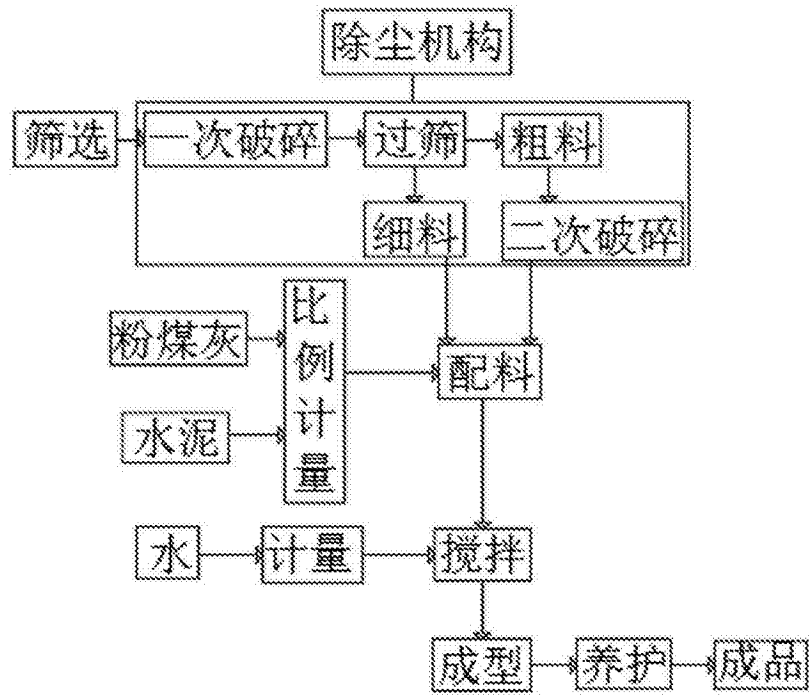 除尘机构
筛选
一次破碎
过筛
粗料
细料
二次破碎
粉煤灰
水泥
比例计量
配料
水
计量
搅拌
成型
养护
成品